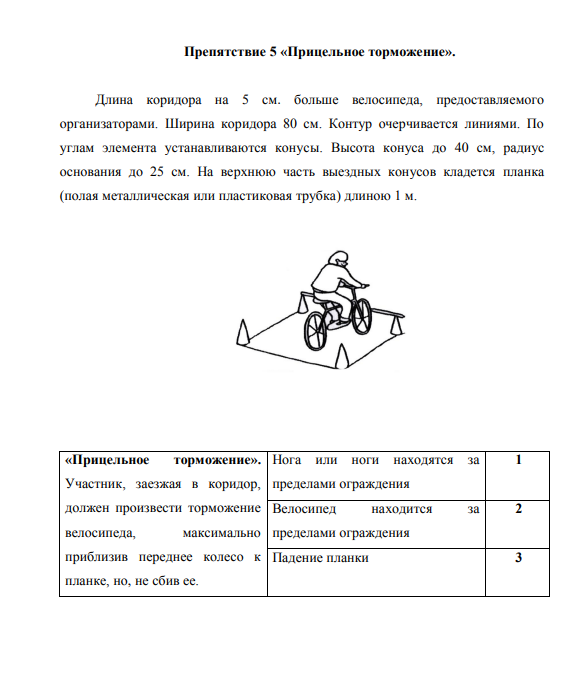 Препятствие 5 «Прицельное торможение».
Длина коридора на 5 см. больше велосипеда, предоставляемого
организаторами. Ширина коридора 80 см. Контур очерчивается линиями. По
углам элемента устанавливаются конусы. Высота конуса до 40 см, радиус
основания до 25 см. На верхнюю часть выездных конусов кладется планка
(полая металлическая или пластиковая трубка) длиною 1 м.
«Прицельное торможение».
Участник, заезжая в коридор,
должен произвести торможение
велосипеда, максимально
приблизив переднее колесо к
планке, но, не сбив ее.
Нога или ноги находятся за
пределами ограждения
1
Велосипед находится за
пределами ограждения
2
Падение планки
3